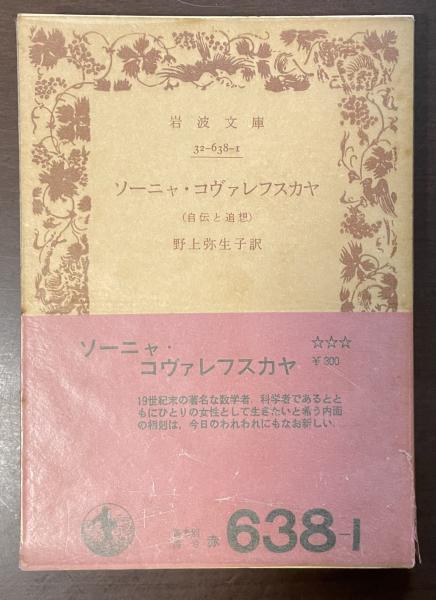 岩波文庫
32-638-1
ソーニャ・コヴァレフスカヤ
(自伝と追想)
野上弥生子訳
ソーニャ・
コヴァレフスカヤ
☆☆☆
¥300
19世紀末の著名な数学者,科学者であるとと
もにひとりの女性として生きたいと希う内面
の相剋は,今日のわれわれにもなお新しい.
赤 638-1